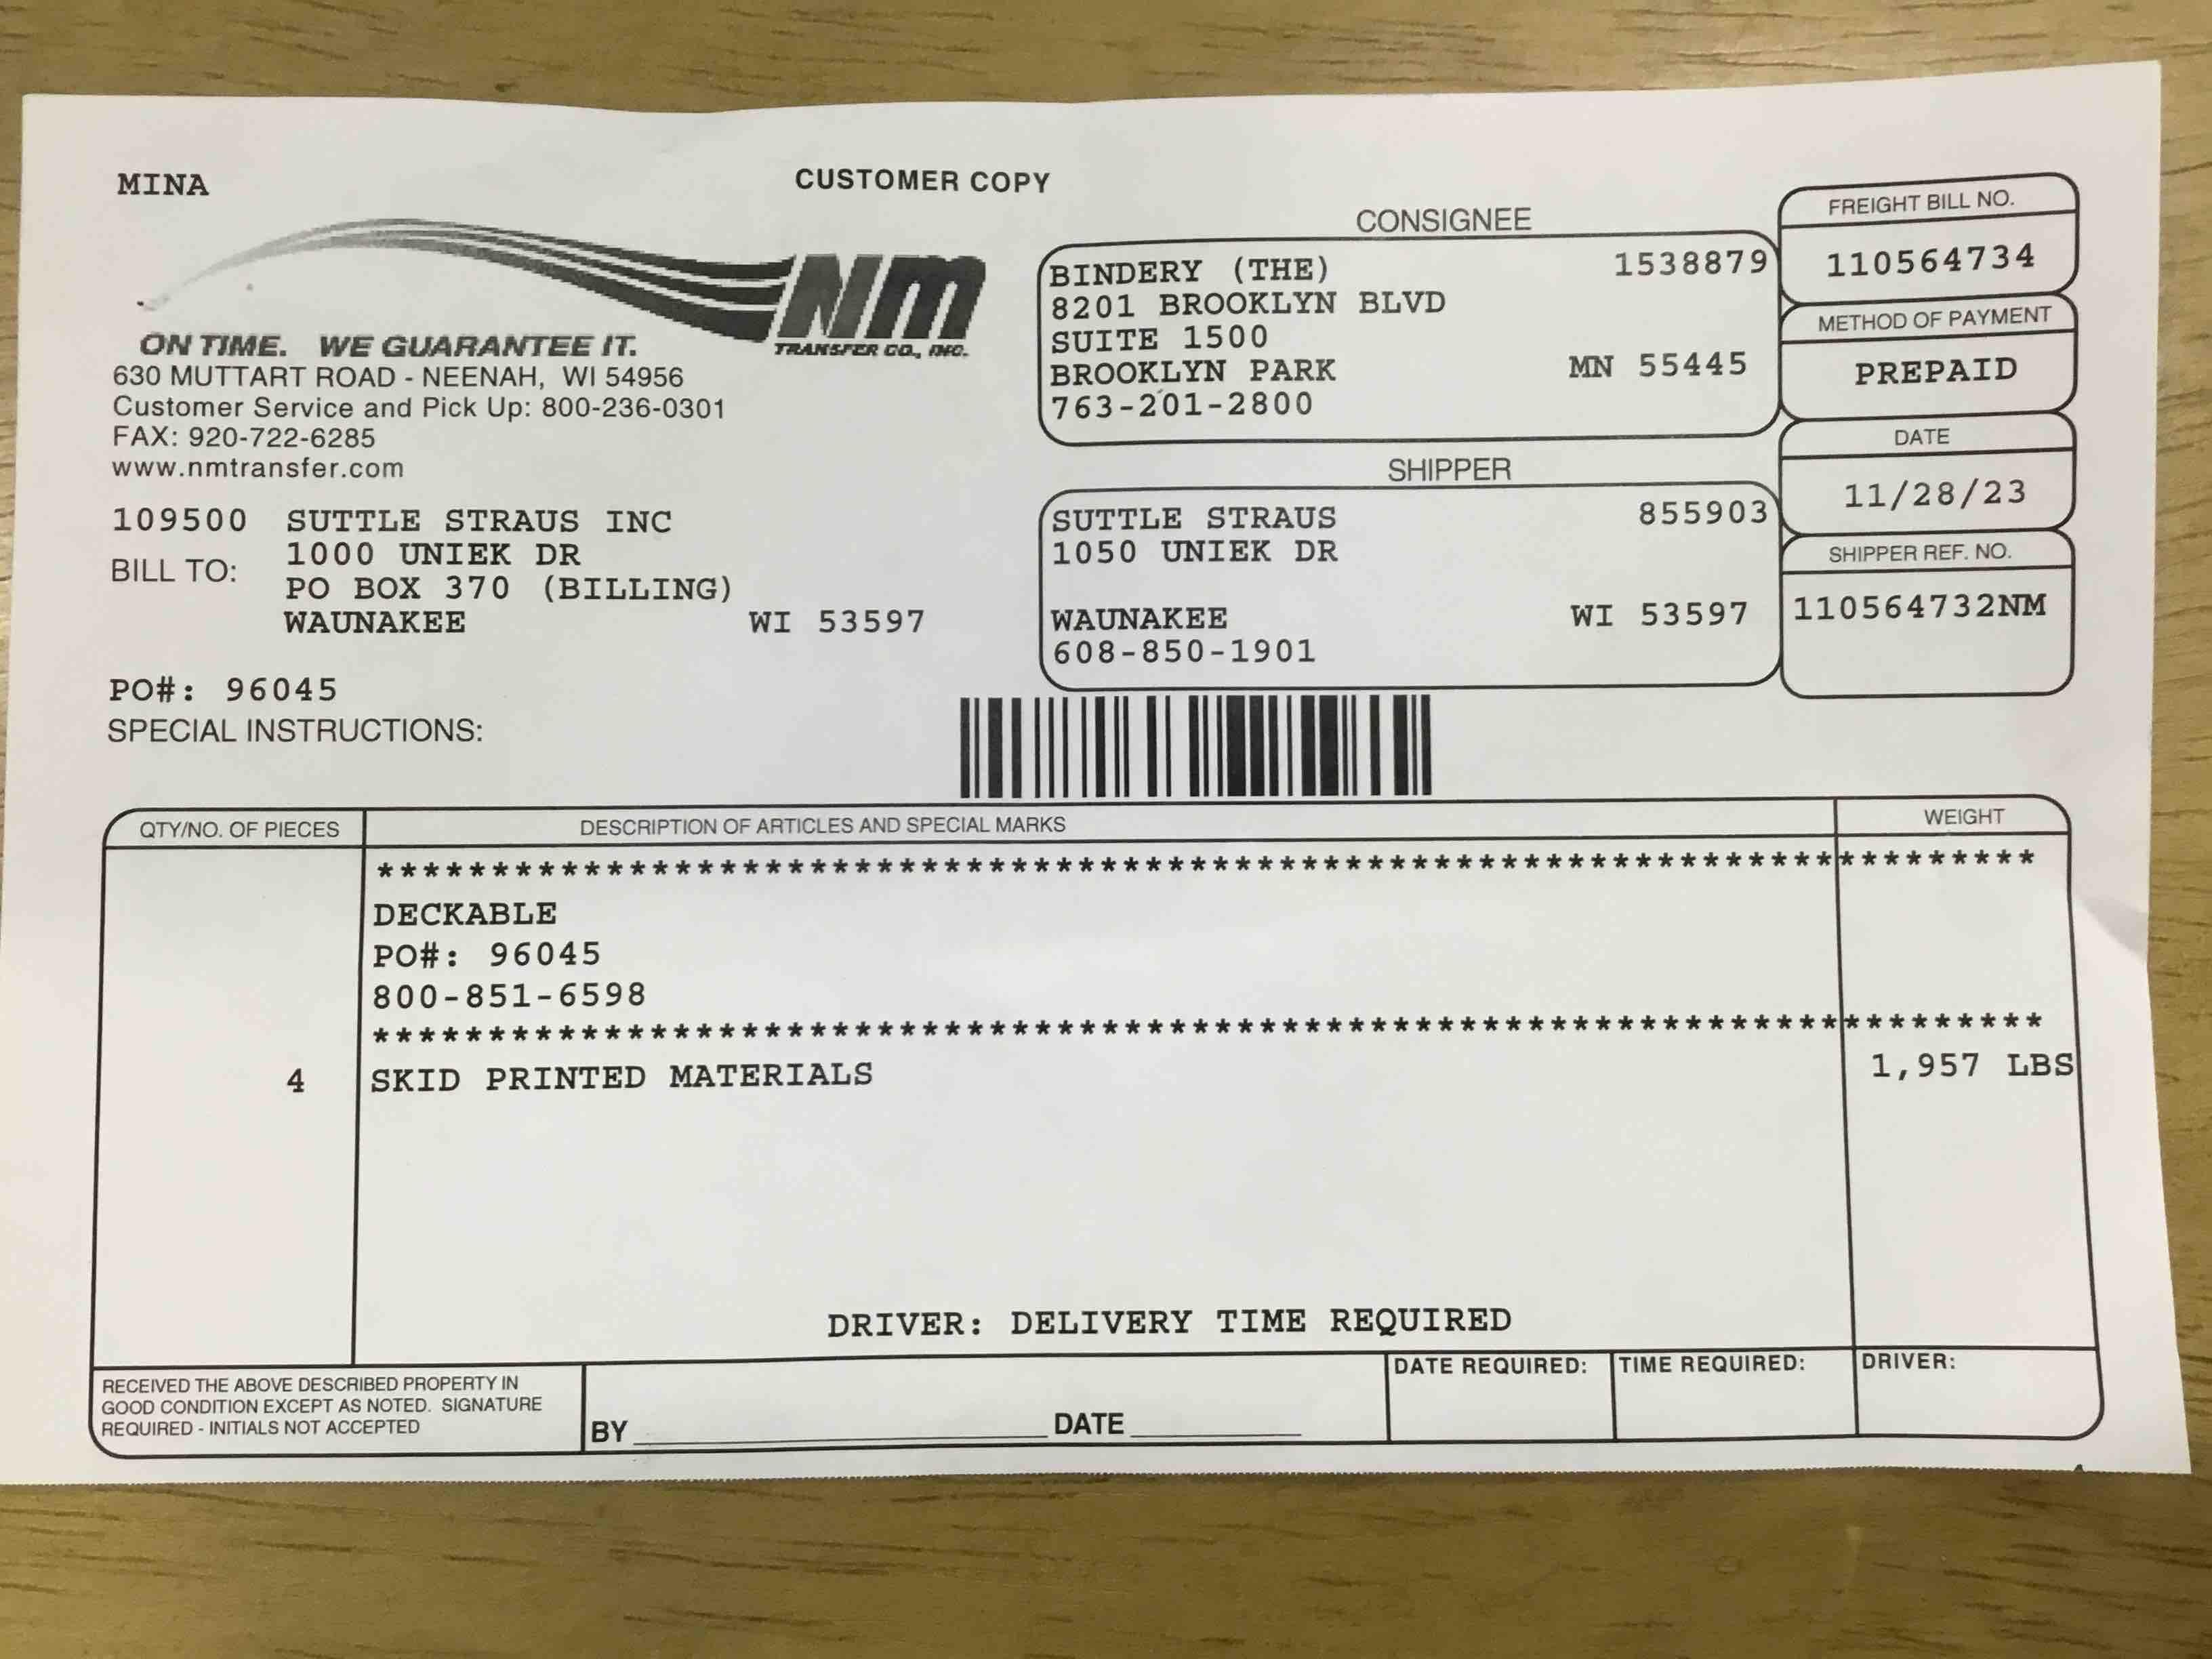 MINA
CUSTOMER COPY
NM
TRANSFER CO., INC.
ON TIME. WE GUARANTEE IT.
630 MUTTART ROAD - NEENAH, WI 54956
Customer Service and Pick Up: 800-236-0301
FAX: 920-722-6285
www.nmtransfer.com
109500 SUTTLE STRAUS INC
1000 UNIEK DR
BILL TO:
PO BOX 370 (BILLING)
WAUNAKEE WI 53597
PO#: 96045
SPECIAL INSTRUCTIONS:
CONSIGNEE
BINDERY (THE) 1538879
8201 BROOKLYN BLVD
SUITE 1500
BROOKLYN PARK MN 55445
763-201-2800
SHIPPER
SUTTLE STRAUS 855903
1050 UNIEK DR
WAUNAKEE WI 53597
608-850-1901
FREIGHT BILL NO.
110564734
METHOD OF PAYMENT
PREPAID
DATE
11/28/23
SHIPPER REF. NO.
110564732NM
QTY/NO. OF PIECES DESCRIPTION OF ARTICLES AND SPECIAL MARKS WEIGHT
*************************************************************************
DECKABLE
PO#: 96045
800-851-6598
*************************************************************************
4 SKID PRINTED MATERIALS 1,957 LBS
DRIVER: DELIVERY TIME REQUIRED
RECEIVED THE ABOVE DESCRIBED PROPERTY IN
GOOD CONDITION EXCEPT AS NOTED. SIGNATURE
REQUIRED - INITIALS NOT ACCEPTED
BY DATE
DATE REQUIRED: TIME REQUIRED: DRIVER: